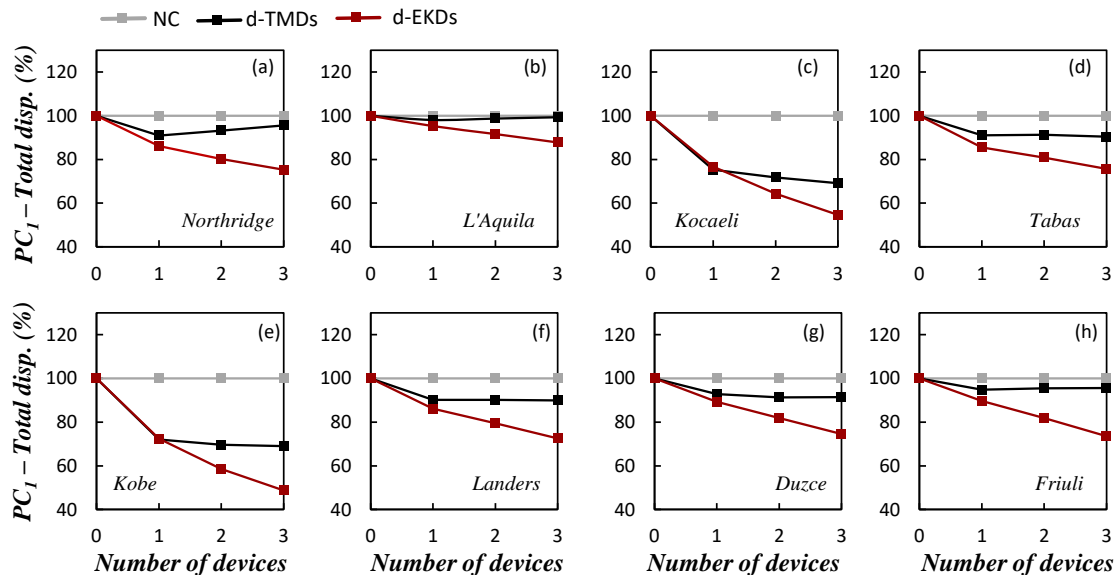 NC d-TMDs d-EKDs
PC1 – Total disp. (%)
120
100
80
60
40
(a)
Northridge
0 1 2 3
120
100
80
60
40
(b)
L'Aquila
0 1 2 3
120
100
80
60
40
(c)
Kocaeli
0 1 2 3
120
100
80
60
40
(d)
Tabas
0 1 2 3
PC1 – Total disp. (%)
120
100
80
60
40
(e)
Kobe
0 1 2 3
Number of devices
120
100
80
60
40
(f)
Landers
0 1 2 3
Number of devices
120
100
80
60
40
(g)
Duzce
0 1 2 3
Number of devices
120
100
80
60
40
(h)
Friuli
0 1 2 3
Number of devices